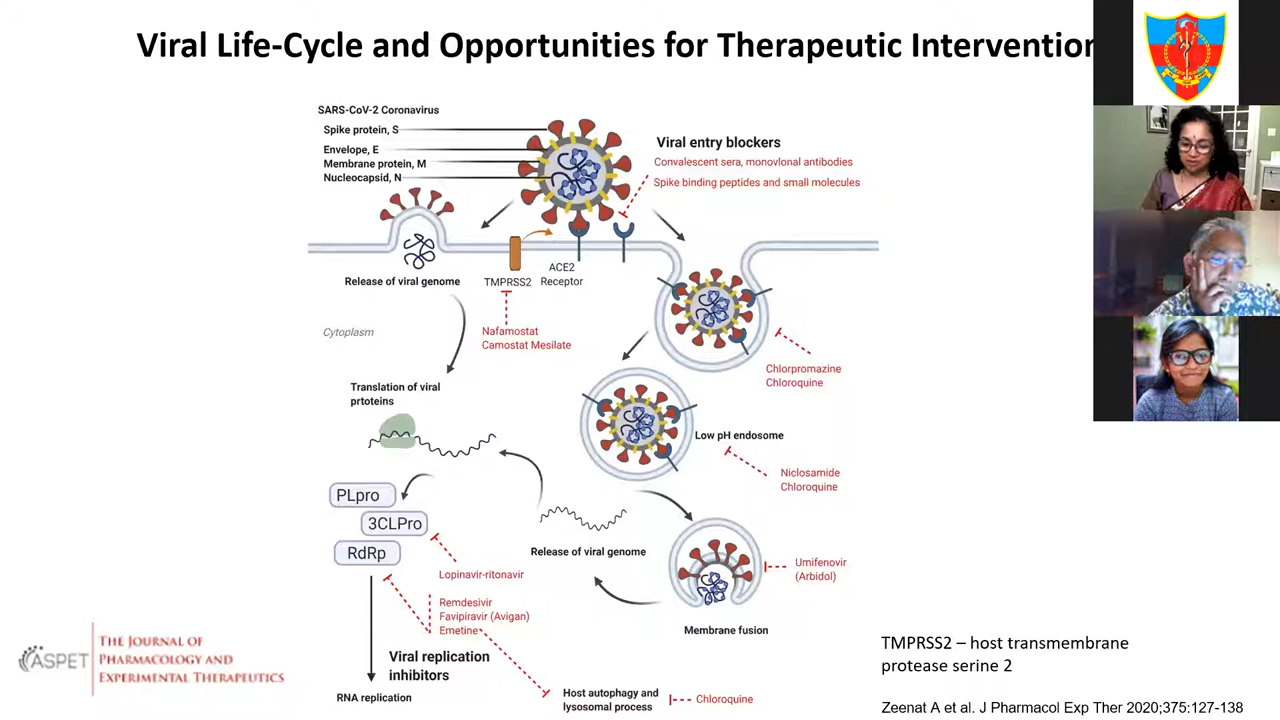 Viral Life-Cycle and Opportunities for Therapeutic Intervention
SARS-CoV-2 Coronavirus
Spike protein, S
Envelope, E
Membrane protein, M
Nucleocapsid, N
Viral entry blockers
Convalescent sera, monovlonal antibodies
Spike binding peptides and small molecules
Release of viral genome
TMPRSS2
ACE2
Receptor
Cytoplasm
Nafamostat
Camostat Mesilate
Chlorpromazine
Chloroquine
Translation of viral
prtoteins
Low pH endosome
Niclosamide
Chloroquine
PLpro
3CLPro
RdRp
Release of viral genome
Lopinavir-ritonavir
Umifenovir
(Arbidol)
Remdesivir
Favipiravir (Avigan)
Emetine
Membrane fusion
Viral replication
inhibitors
RNA replication
Host autophagy and
lysosomal process
Chloroquine
ASPET
THE JOURNAL OF
PHARMACOLOGY AND
EXPERIMENTAL THERAPEUTICS
TMPRSS2 – host transmembrane
protease serine 2
Zeenat A et al. J Pharmacol Exp Ther 2020;375:127-138